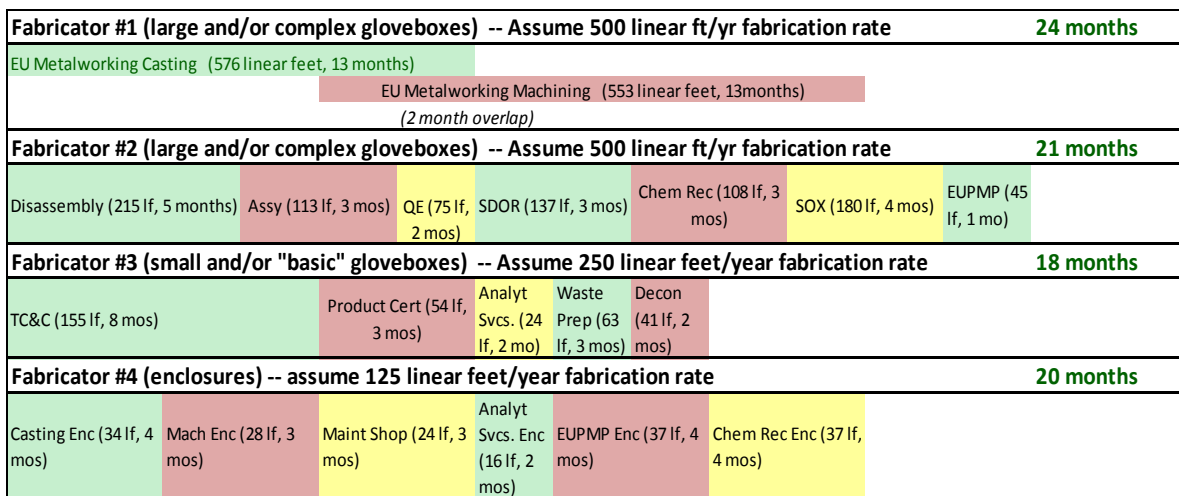 Fabricator #1 (large and/or complex gloveboxes)  -- Assume 500 linear ft/yr fabrication rate 24 months
EU Metalworking Casting  (576 linear feet, 13 months)
EU Metalworking Machining  (553 linear feet, 13months)
(2 month overlap)
Fabricator #2 (large and/or complex gloveboxes)  -- Assume 500 linear ft/yr fabrication rate 21 months
Disassembly (215 lf, 5 months)
Assy (113 lf, 3 mos)
QE (75 lf,
2 mos)
SDOR (137 lf, 3 mos)
Chem Rec (108 lf, 3
mos)
SOX (180 lf, 4 mos)
EUPMP (45
lf, 1 mo)
Fabricator #3 (small and/or "basic" gloveboxes)  -- Assume 250 linear feet/year fabrication rate 18 months
TC&C (155 lf, 8 mos)
Product Cert (54 lf,
3 mos)
Analyt
Svcs. (24
lf, 2 mo)
Waste
Prep (63
lf, 3 mos)
Decon
(41 lf, 2
mos)
Fabricator #4 (enclosures) -- assume 125 linear feet/year fabrication rate 20 months
Casting Enc (34 lf, 4
mos)
Mach Enc (28 lf, 3
mos)
Maint Shop (24 lf, 3
mos)
Analyt
Svcs. Enc
(16 lf, 2
mos)
EUPMP Enc (37 lf, 4
mos)
Chem Rec Enc (37 lf,
4 mos)